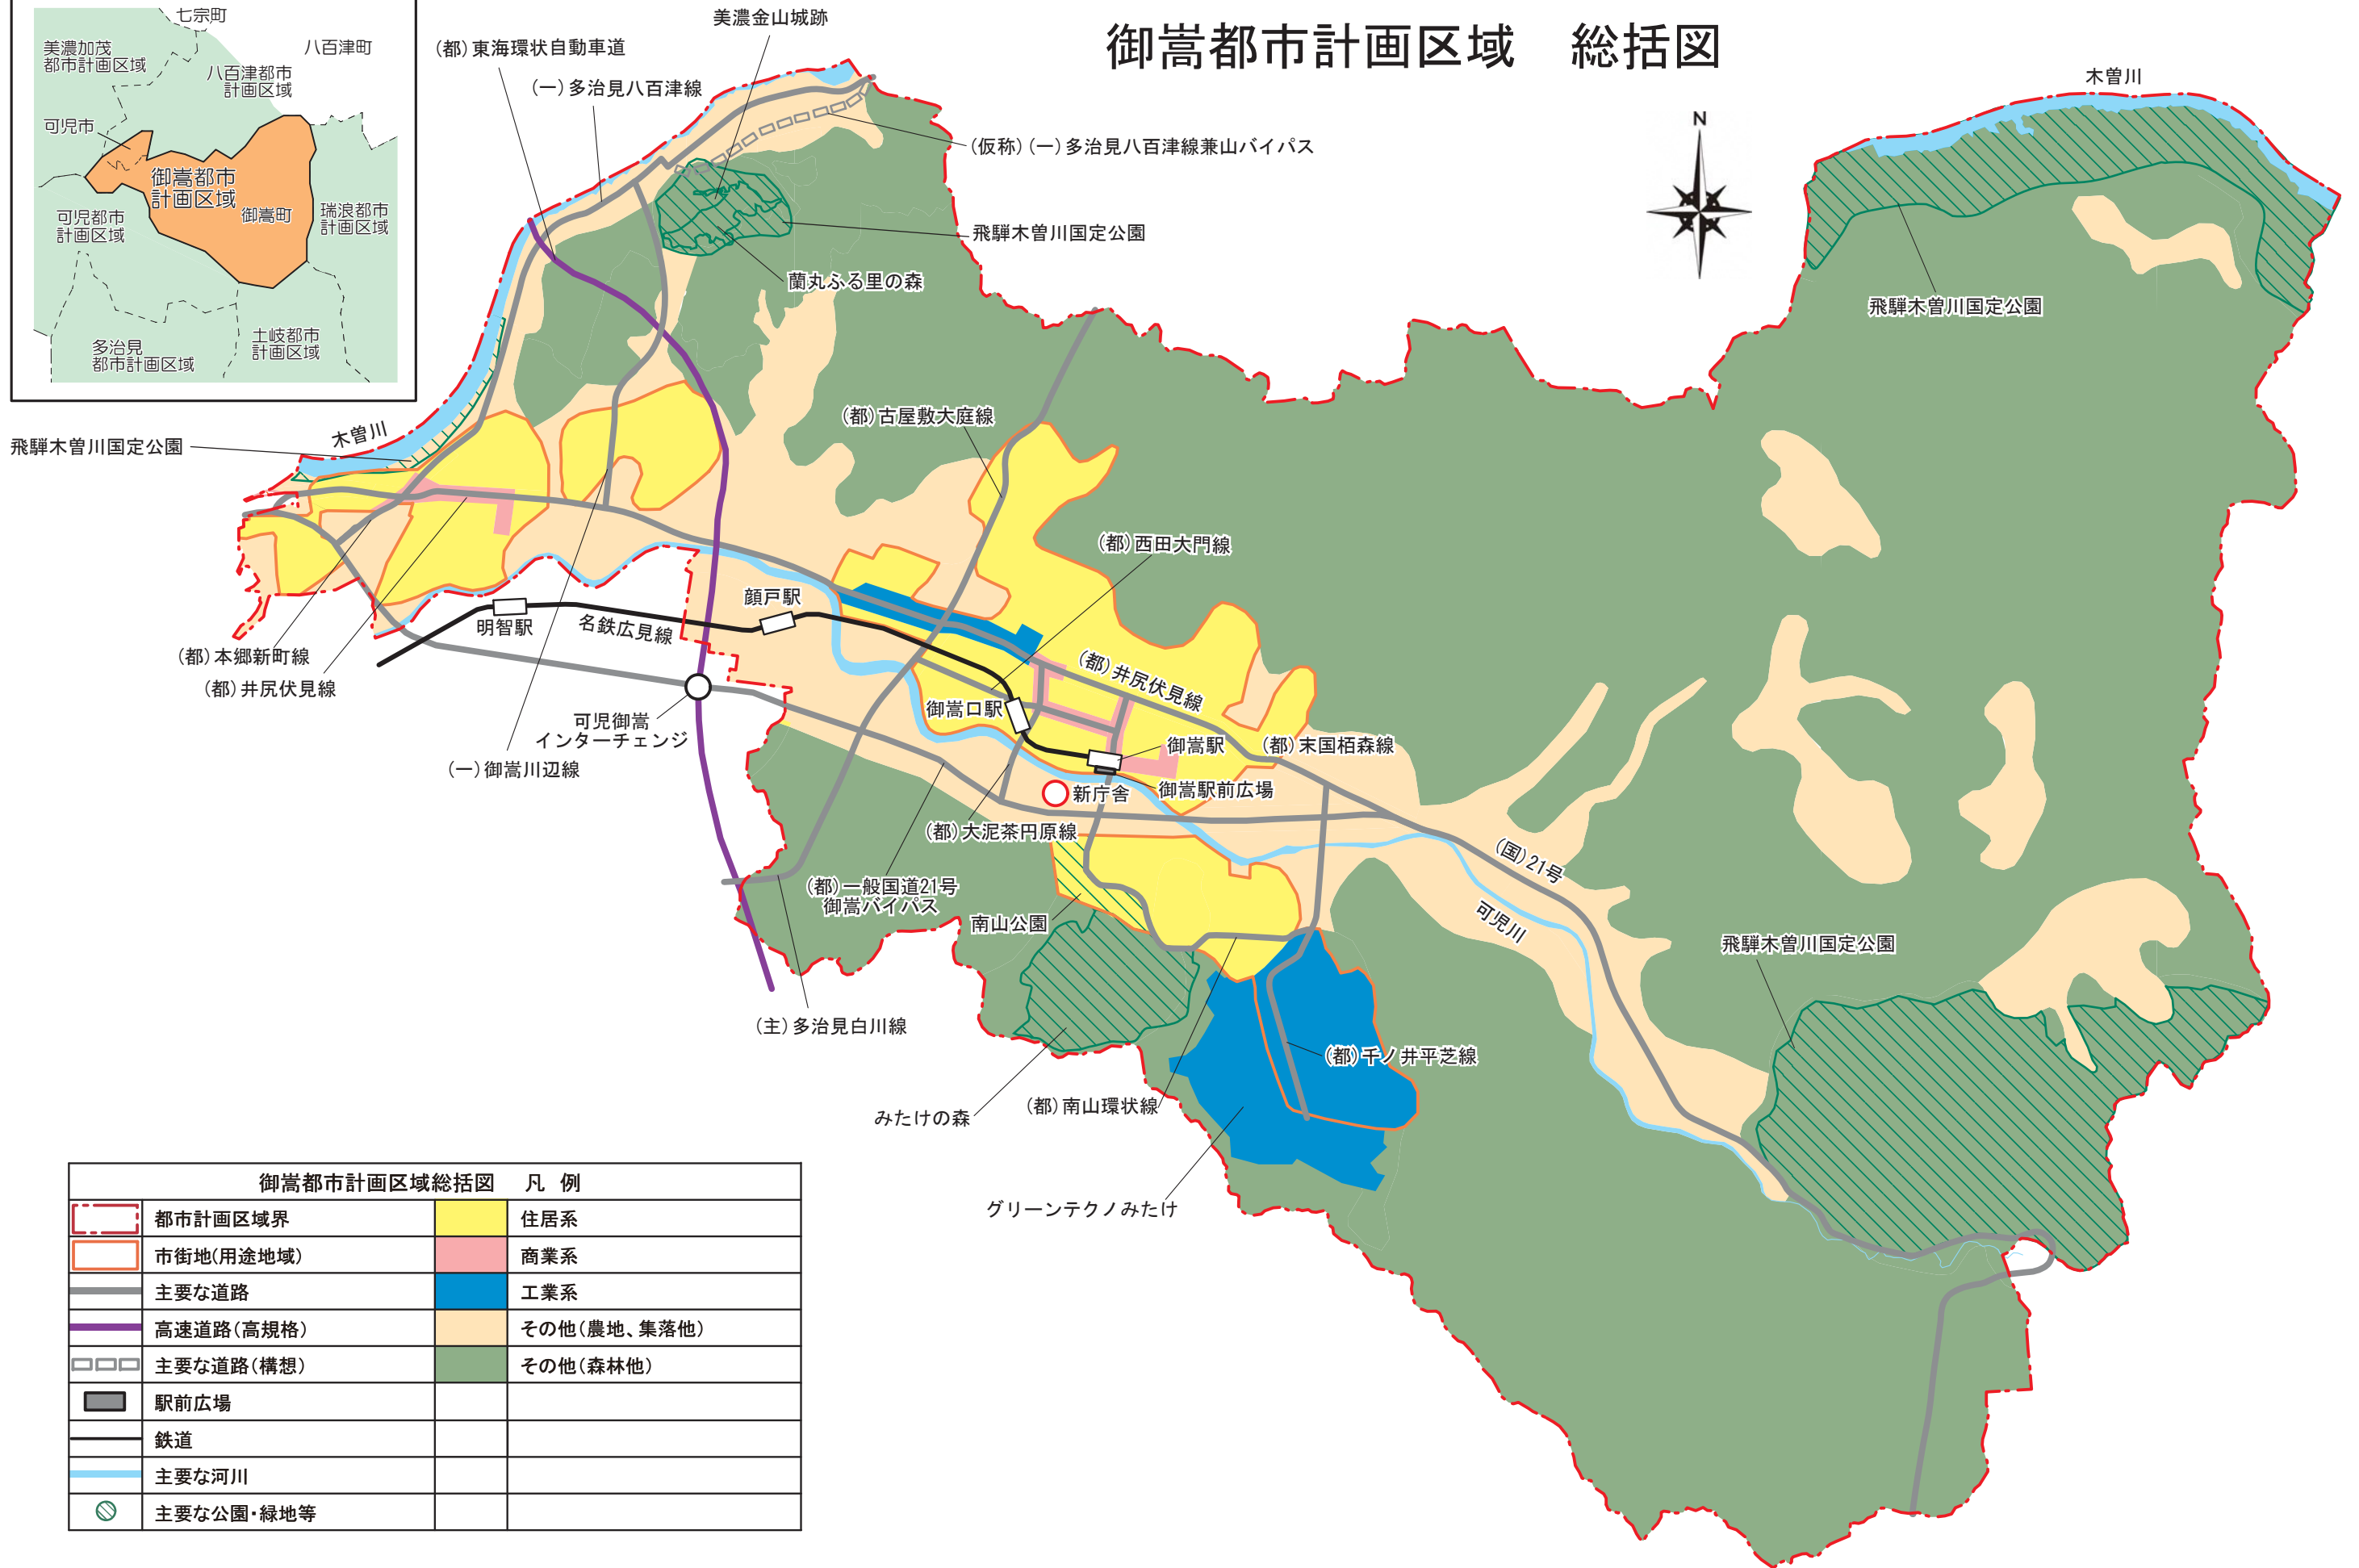 御嵩都市計画区域　総括図
七宗町
美濃加茂
都市計画区域
八百津町
八百津都市
計画区域
可児市
御嵩都市
計画区域
御嵩町
可児都市
計画区域
瑞浪都市
計画区域
土岐都市
計画区域
多治見
都市計画区域
美濃金山城跡
(都)東海環状自動車道
(一)多治見八百津線
(仮称)(一)多治見八百津線兼山バイパス
飛騨木曽川国定公園
蘭丸ふる里の森
木曽川
N
飛騨木曽川国定公園
(都)古屋敷大庭線
木曽川
飛騨木曽川国定公園
(都)西田大門線
顔戸駅
明智駅
名鉄広見線
(都)本郷新町線
(都)井尻伏見線
(都)井尻伏見線
御嵩口駅
可児御嵩
インターチェンジ
(一)御嵩川辺線
御嵩駅
(都)末国栢森線
御嵩駅前広場
新庁舎
(都)大泥茶円原線
(国)21号
(都)一般国道21号
御嵩バイパス
可児川
南山公園
飛騨木曽川国定公園
(主)多治見白川線
(都)千ノ井平芝線
みたけの森
(都)南山環状線
グリーンテクノみたけ
御嵩都市計画区域総括図　凡 例
都市計画区域界
住居系
市街地(用途地域)
商業系
主要な道路
工業系
高速道路(高規格)
その他(農地、集落他)
主要な道路(構想)
その他(森林他)
駅前広場
鉄道
主要な河川
主要な公園・緑地等